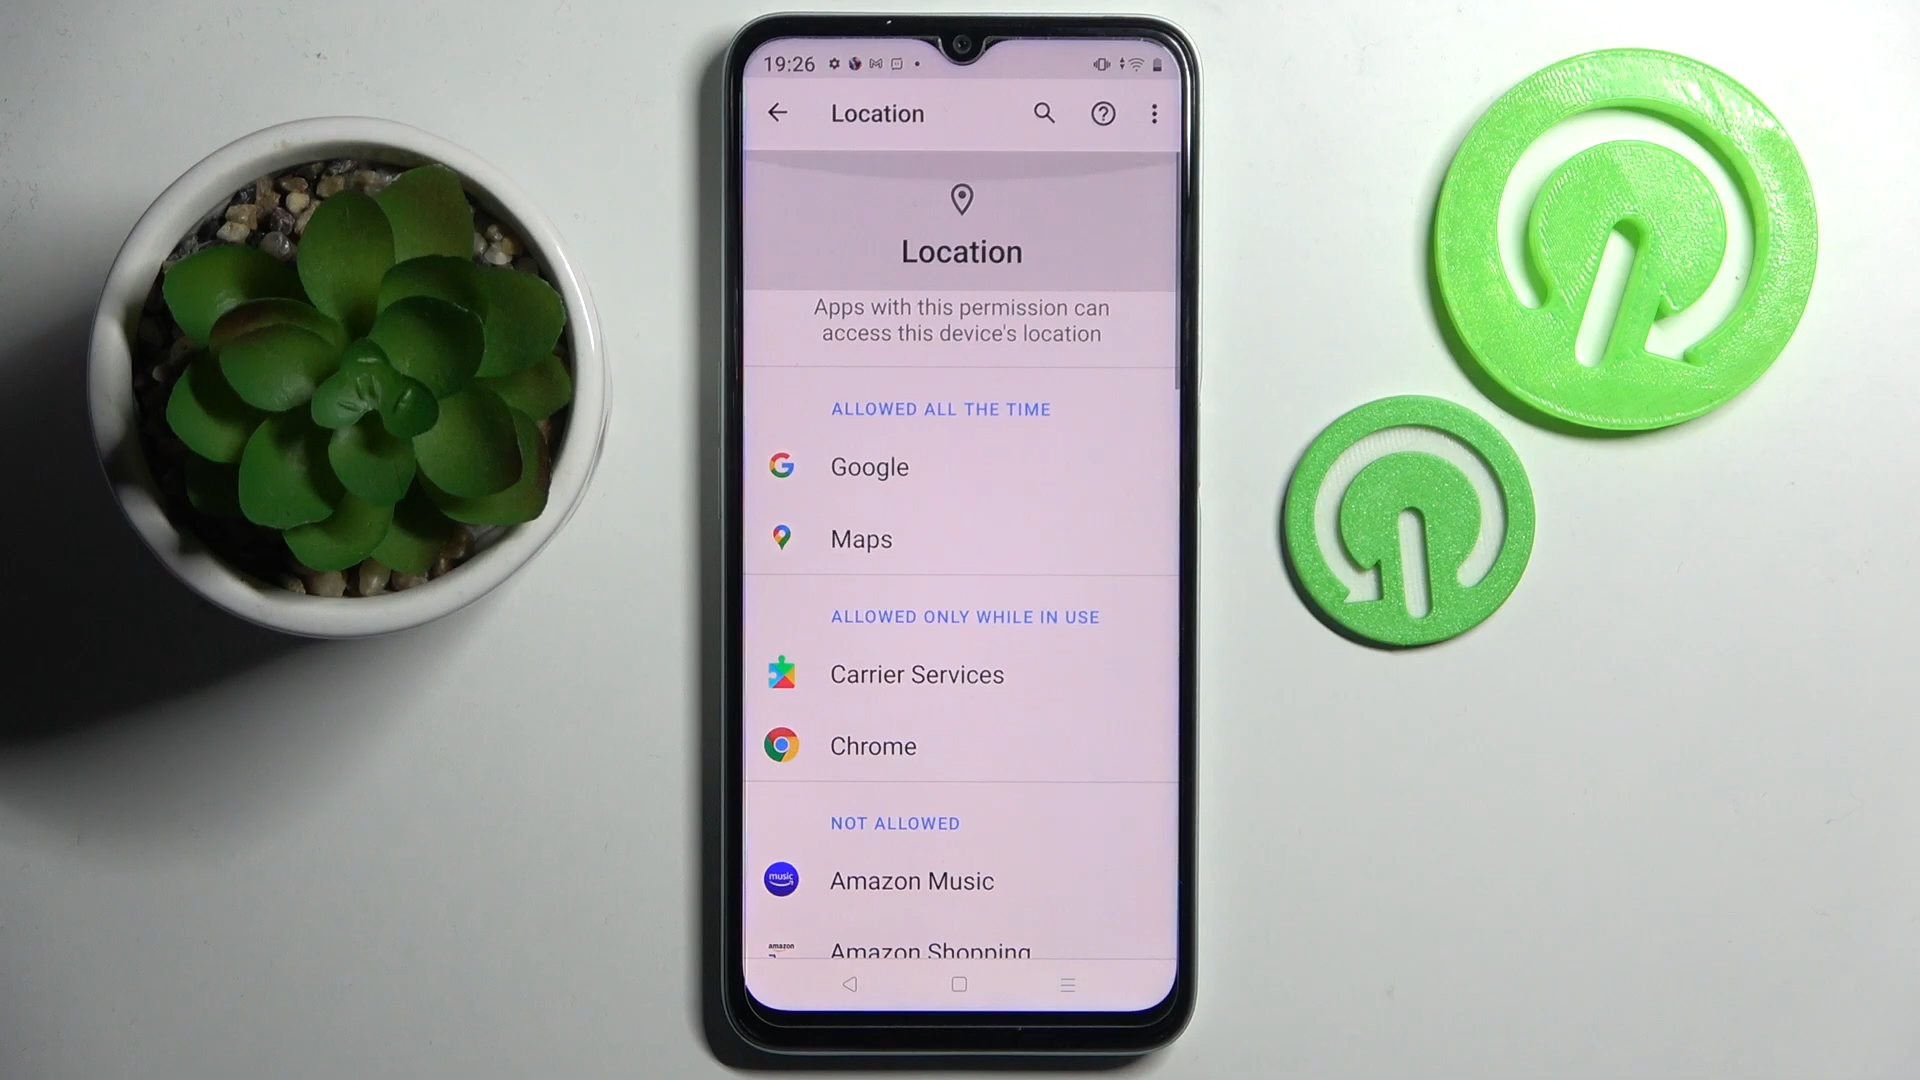 19:26
Location
Location
Apps with this permission can
access this device's location
ALLOWED ALL THE TIME
Google
Maps
ALLOWED ONLY WHILE IN USE
Carrier Services
Chrome
NOT ALLOWED
music
Amazon Music
amazon
Amazon Shopping